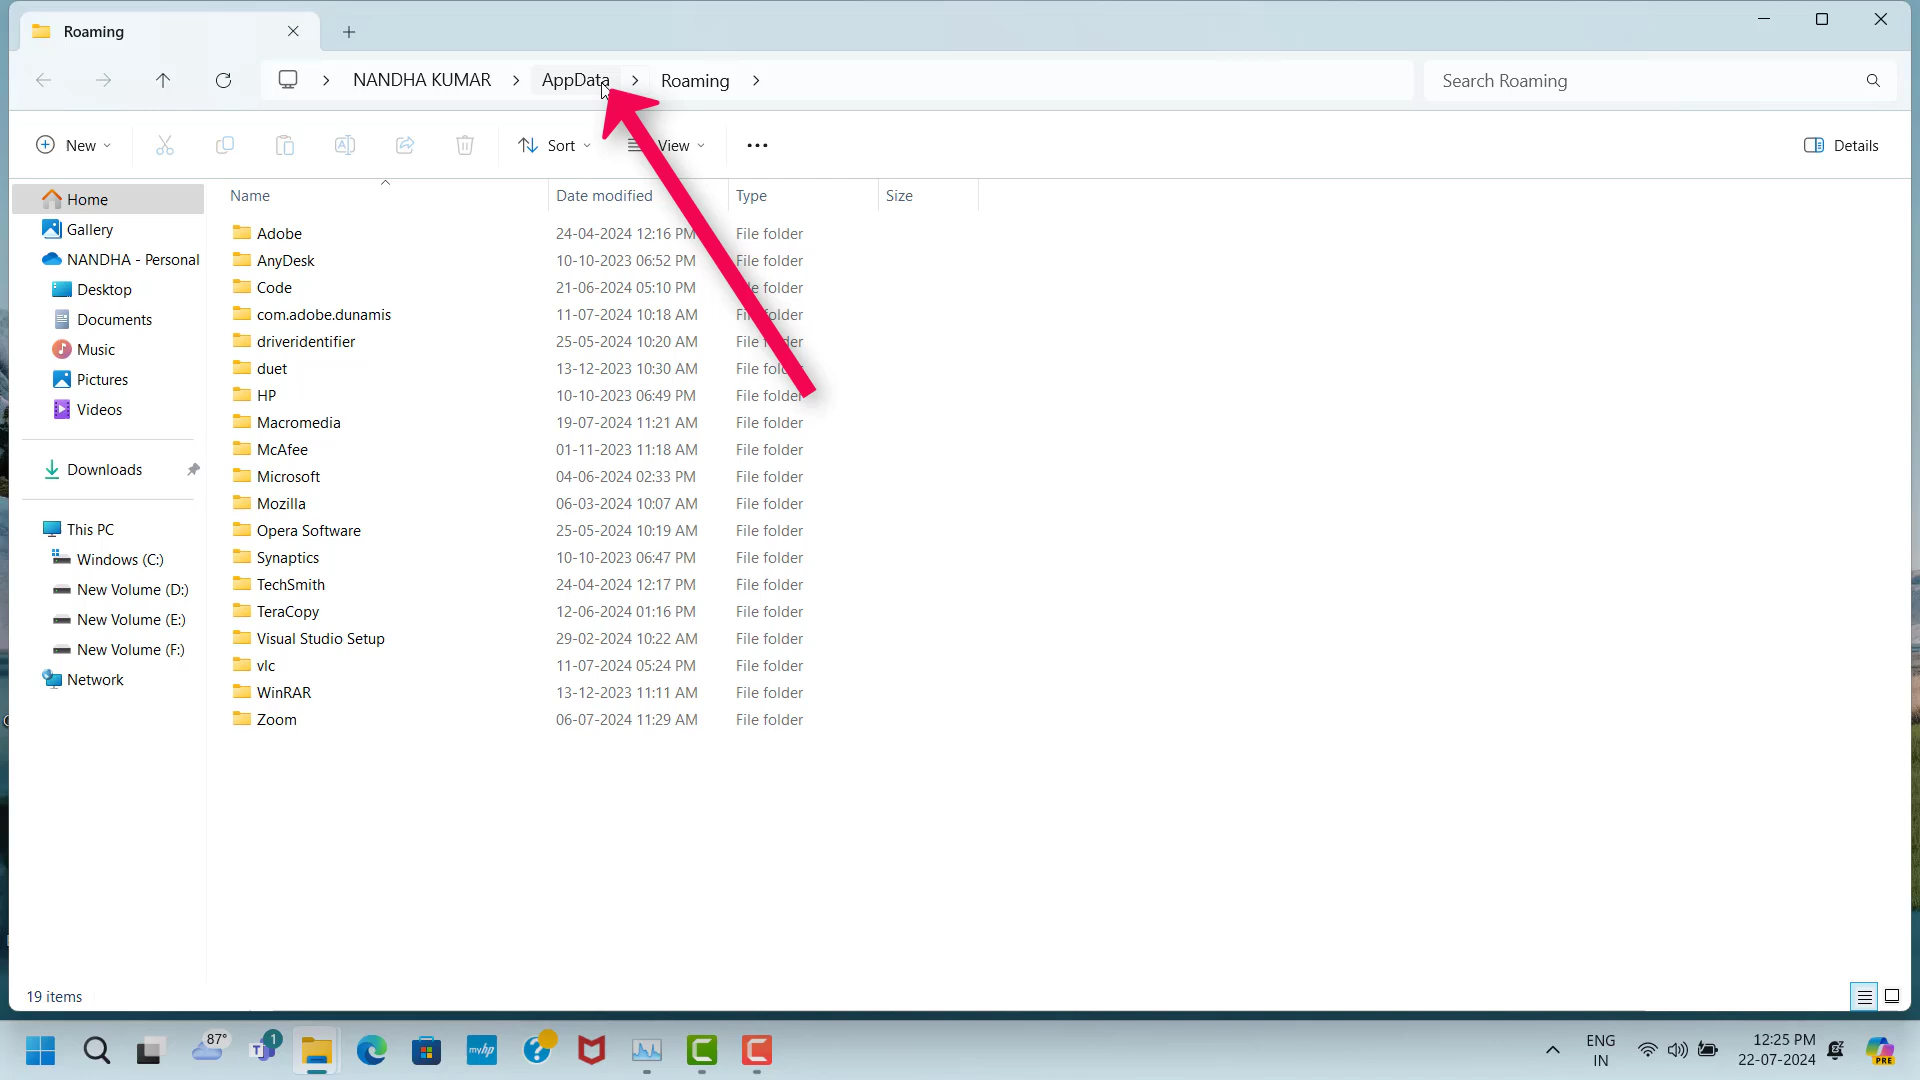 Roaming
NANDHA KUMAR AppData Roaming
Search Roaming
New Sort View Details
Name Date modified Type Size
Home
Gallery
NANDHA - Personal
Desktop
Documents
Music
Pictures
Videos
Downloads
This PC
Windows (C:)
New Volume (D:)
New Volume (E:)
New Volume (F:)
Network
Adobe 24-04-2024 12:16 PM File folder
AnyDesk 10-10-2023 06:52 PM File folder
Code 21-06-2024 05:10 PM File folder
com.adobe.dunamis 11-07-2024 10:18 AM File folder
driveridentifier 25-05-2024 10:20 AM File folder
duet 13-12-2023 10:30 AM File folder
HP 10-10-2023 06:49 PM File folder
Macromedia 19-07-2024 11:21 AM File folder
McAfee 01-11-2023 11:18 AM File folder
Microsoft 04-06-2024 02:33 PM File folder
Mozilla 06-03-2024 10:07 AM File folder
Opera Software 25-05-2024 10:19 AM File folder
Synaptics 10-10-2023 06:47 PM File folder
TechSmith 24-04-2024 12:17 PM File folder
TeraCopy 12-06-2024 01:16 PM File folder
Visual Studio Setup 29-02-2024 10:22 AM File folder
vlc 11-07-2024 05:24 PM File folder
WinRAR 13-12-2023 11:11 AM File folder
Zoom 06-07-2024 11:29 AM File folder
19 items
87° 1 myhp
ENG
IN
12:25 PM
22-07-2024
PRE